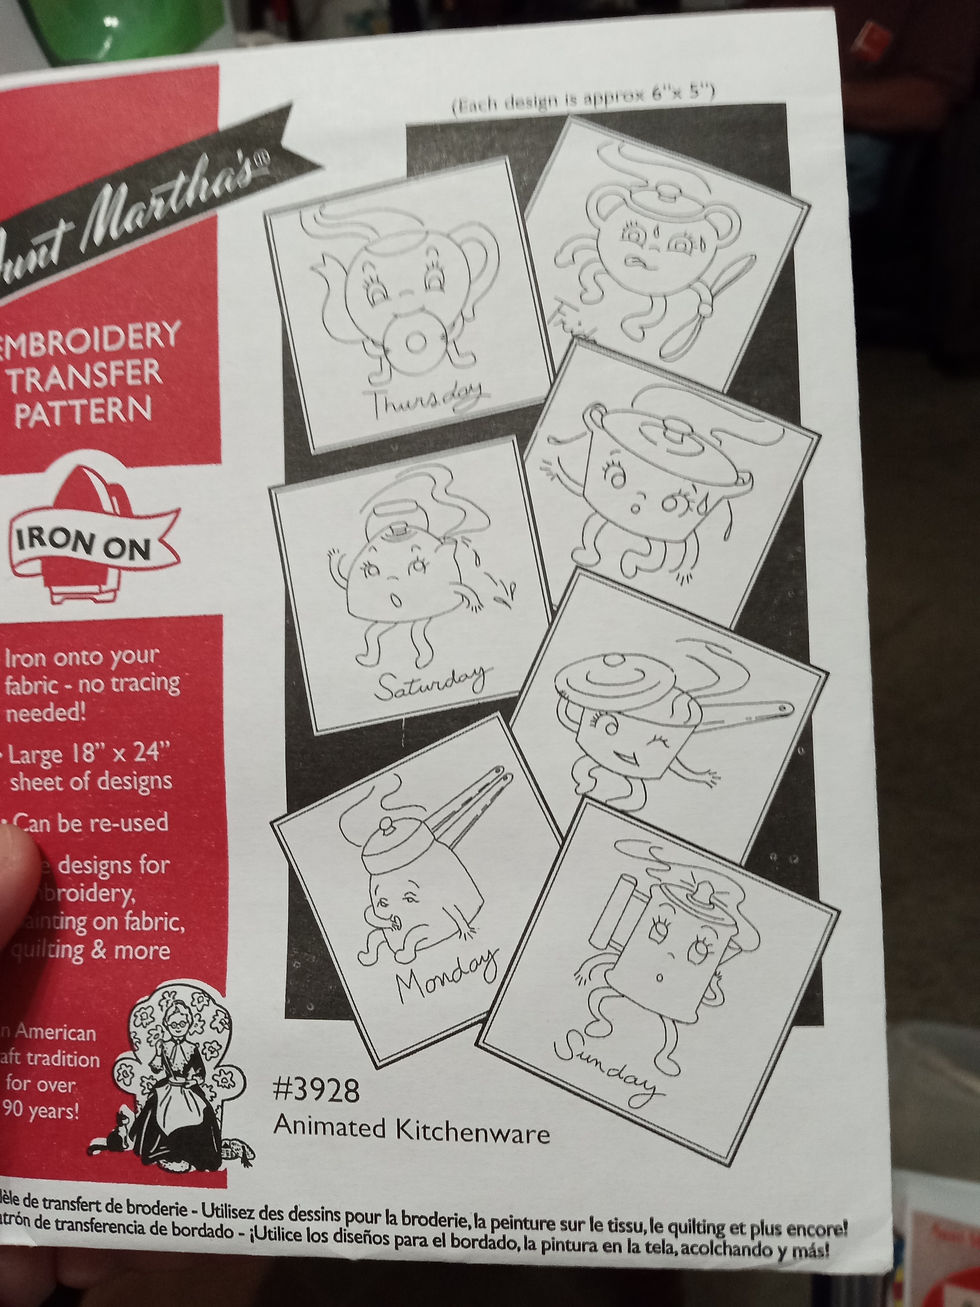 (Each design is approx 6"x 5")
Aunt Martha's®
EMBROIDERY
TRANSFER
PATTERN
IRON ON
Iron onto your
fabric - no tracing
needed!
Large 18" x 24"
sheet of designs
Can be re-used
designs for
broidery,
ainting on fabric,
quilting & more
n American
aft tradition
for over
90 years!
Thursday
Frida
Saturday
Monday
Sunday
#3928
Animated Kitchenware
èle de transfert de broderie - Utilisez des dessins pour la broderie, la peinture sur le tissu, le quilting et plus encore!
atrón de transferencia de bordado - ¡Utilice los diseños para el bordado, la pintura en la tela, acolchando y más!